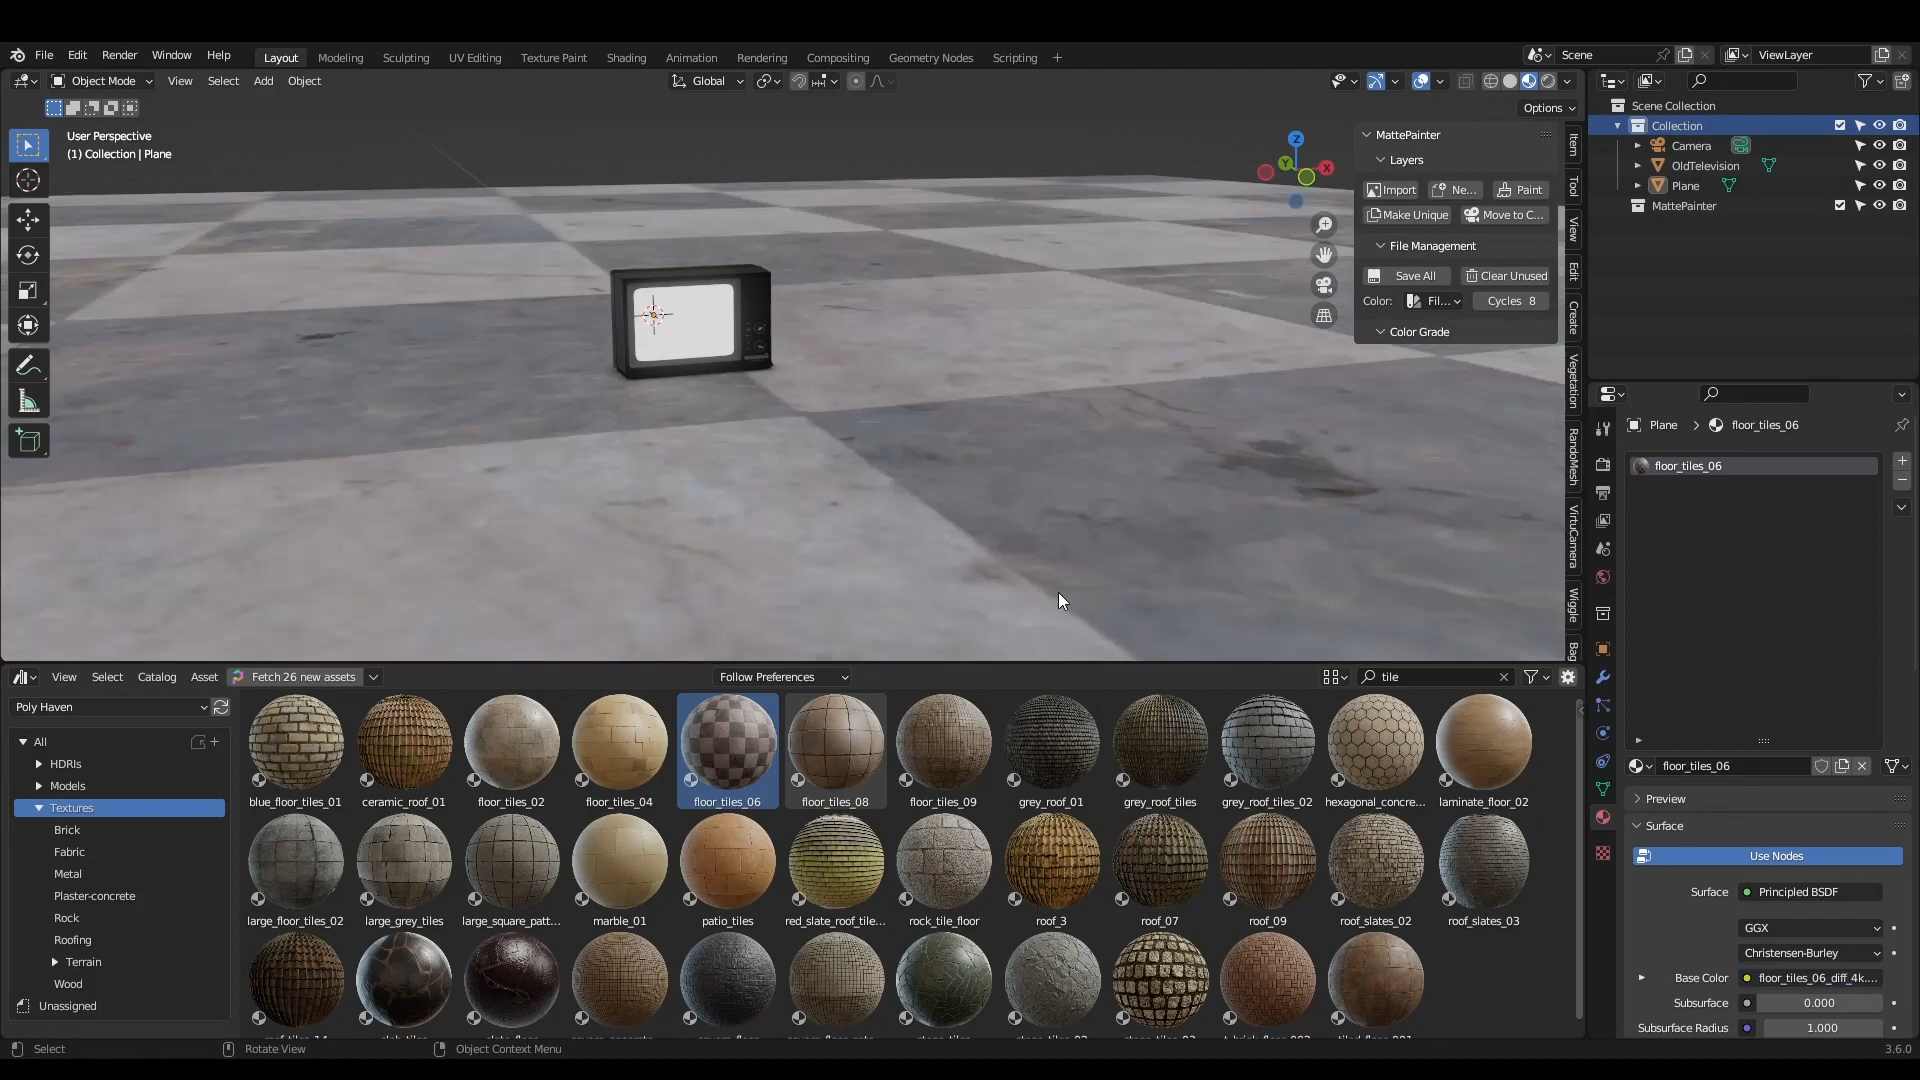 File Edit Render Window Help Layout Modeling Sculpting UV Editing Texture Paint Shading Animation Rendering Compositing Geometry Nodes Scripting + Scene ViewLayer
Object Mode View Select Add Object Global
Options
User Perspective
(1) Collection | Plane
MattePainter
Layers
Import Ne... Paint
Make Unique Move to C...
File Management
Save All Clear Unused
Color: Fil... Cycles 8
Color Grade
Z
Y
X
Item
Tool
View
Edit
Create
Vegetation
RandoMesh
VirtuCamera
Wiggle
Bag
Scene Collection
Collection
Camera
OldTelevision
Plane
MattePainter
Plane > floor_tiles_06
floor_tiles_06
floor_tiles_06
Preview
Surface
Use Nodes
Surface Principled BSDF
GGX
Christensen-Burley
Base Color floor_tiles_06_diff_4k....
Subsurface 0.000
Subsurface Radius 1.000
View Select Catalog Asset Fetch 26 new assets Follow Preferences tile
Poly Haven
All
HDRIs
Models
Textures
Brick
Fabric
Metal
Plaster-concrete
Rock
Roofing
Terrain
Wood
Unassigned
blue_floor_tiles_01 ceramic_roof_01 floor_tiles_02 floor_tiles_04 floor_tiles_06 floor_tiles_08 floor_tiles_09 grey_roof_01 grey_roof_tiles grey_roof_tiles_02 hexagonal_concre... laminate_floor_02
large_floor_tiles_02 large_grey_tiles large_square_patt... marble_01 patio_tiles red_slate_roof_tile... rock_tile_floor roof_3 roof_07 roof_09 roof_slates_02 roof_slates_03
Select Rotate View Object Context Menu 3.6.0